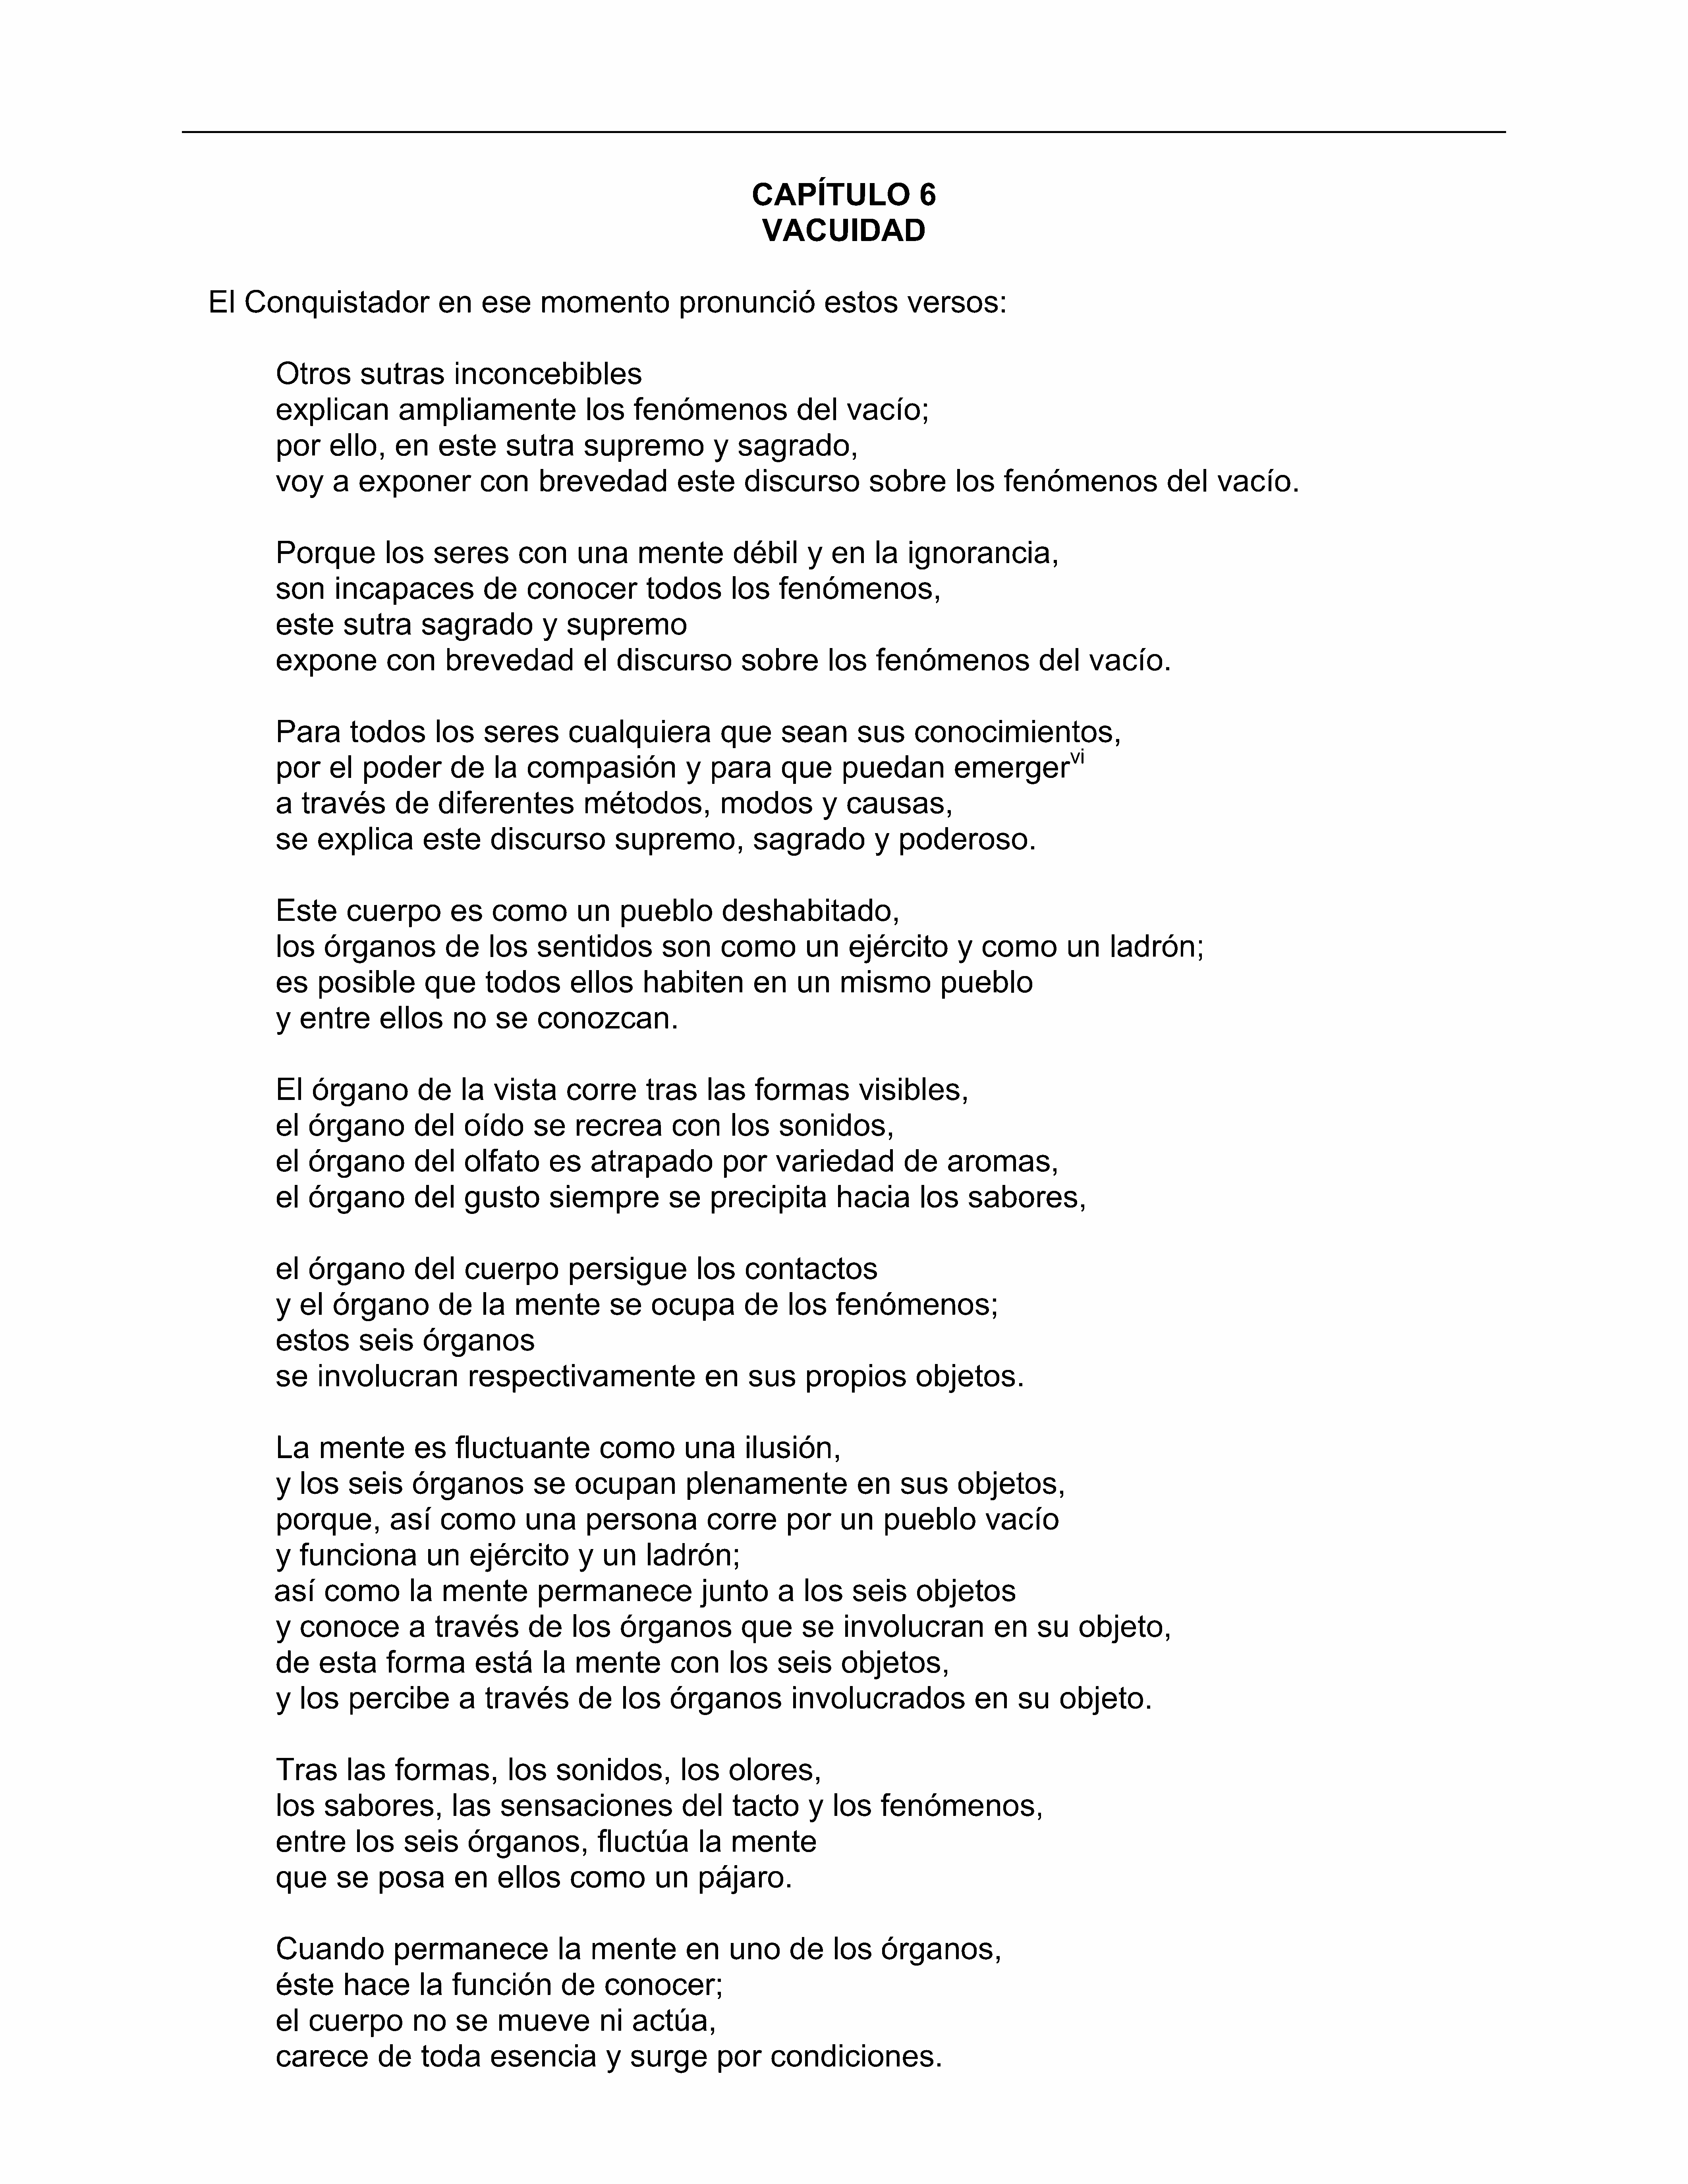 CAPÍTULO 6
VACUIDAD
El Conquistador en ese momento pronunció estos versos:
Otros sutras inconcebibles
explican ampliamente los fenómenos del vacío;
por ello, en este sutra supremo y sagrado,
voy a exponer con brevedad este discurso sobre los fenómenos del vacío.
Porque los seres con una mente débil y en la ignorancia,
son incapaces de conocer todos los fenómenos,
este sutra sagrado y supremo
expone con brevedad el discurso sobre los fenómenos del vacío.
Para todos los seres cualquiera que sean sus conocimientos,
por el poder de la compasión y para que puedan emerger^vi
a través de diferentes métodos, modos y causas,
se explica este discurso supremo, sagrado y poderoso.
Este cuerpo es como un pueblo deshabitado,
los órganos de los sentidos son como un ejército y como un ladrón;
es posible que todos ellos habiten en un mismo pueblo
y entre ellos no se conozcan.
El órgano de la vista corre tras las formas visibles,
el órgano del oído se recrea con los sonidos,
el órgano del olfato es atrapado por variedad de aromas,
el órgano del gusto siempre se precipita hacia los sabores,
el órgano del cuerpo persigue los contactos
y el órgano de la mente se ocupa de los fenómenos;
estos seis órganos
se involucran respectivamente en sus propios objetos.
La mente es fluctuante como una ilusión,
y los seis órganos se ocupan plenamente en sus objetos,
porque, así como una persona corre por un pueblo vacío
y funciona un ejército y un ladrón;
así como la mente permanece junto a los seis objetos
y conoce a través de los órganos que se involucran en su objeto,
de esta forma está la mente con los seis objetos,
y los percibe a través de los órganos involucrados en su objeto.
Tras las formas, los sonidos, los olores,
los sabores, las sensaciones del tacto y los fenómenos,
entre los seis órganos, fluctúa la mente
que se posa en ellos como un pájaro.
Cuando permanece la mente en uno de los órganos,
éste hace la función de conocer;
el cuerpo no se mueve ni actúa,
carece de toda esencia y surge por condiciones.